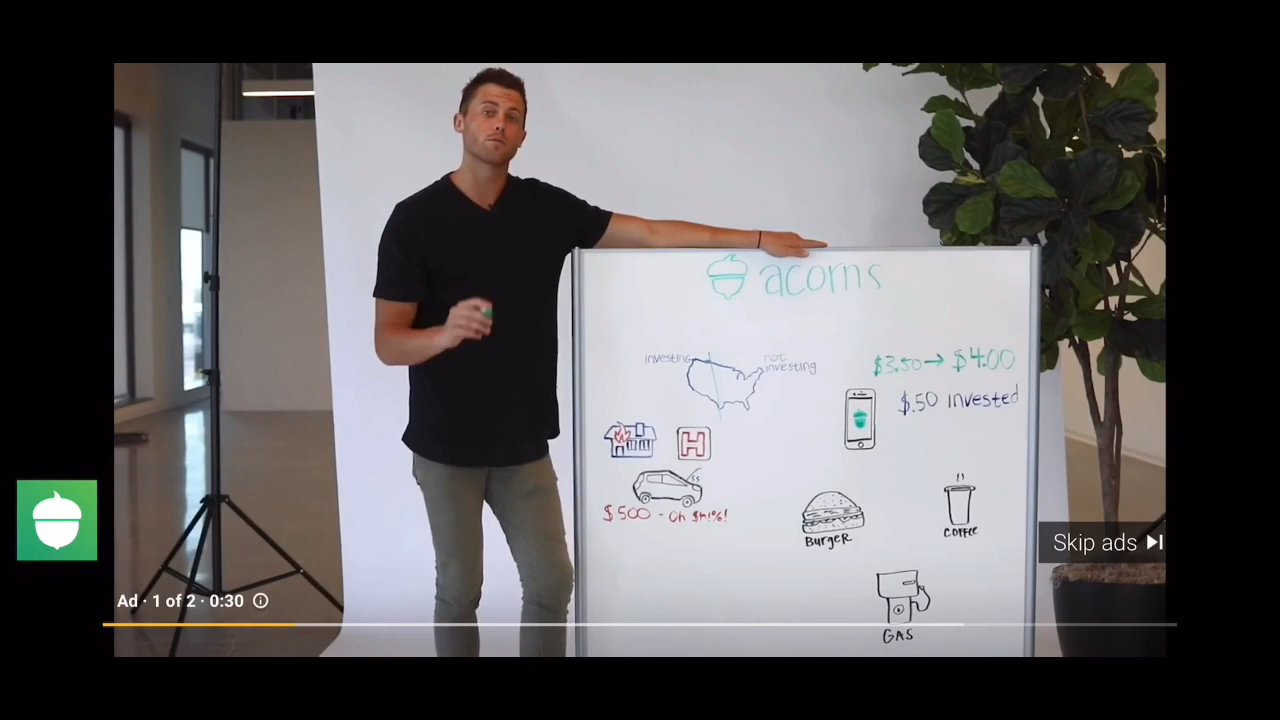 acorns
investing
not
investing
$3.50 → $4.00
$.50 invested
H
$500 - Oh $h!%!
BurgeR
COFFEE
GAS
Skip ads
Ad · 1 of 2 · 0:30